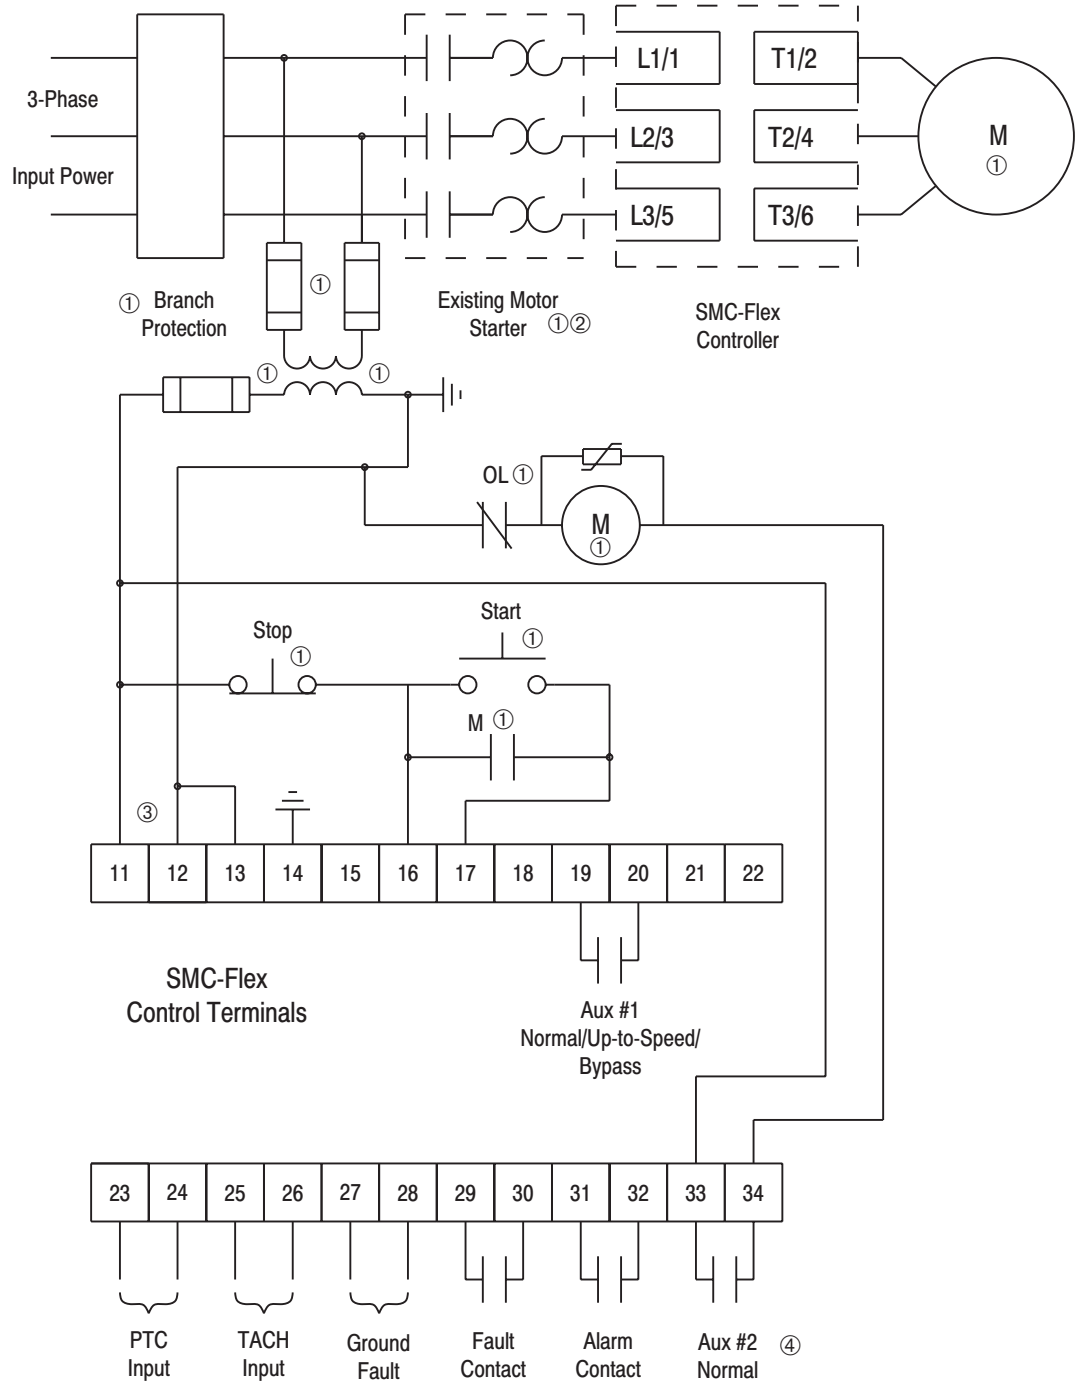 L1/1
T1/2
3-Phase
L2/3
T2/4
M
①
Input Power
L3/5
T3/6
① Branch
Protection
①
Existing Motor
Starter ①②
SMC-Flex
Controller
①
①
OL ①
M
①
Stop
①
Start
①
M ①
③
11 12 13 14 15 16 17 18 19 20 21 22
SMC-Flex
Control Terminals
Aux #1
Normal/Up-to-Speed/
Bypass
23 24 25 26 27 28 29 30 31 32 33 34
PTC
Input
TACH
Input
Ground
Fault
Fault
Contact
Alarm
Contact
Aux #2 ④
Normal